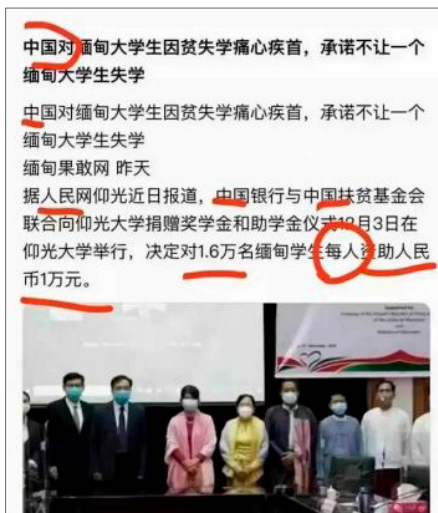 中国对缅甸大学生因贫失学痛心疾首，承诺不让一个
缅甸大学生失学
中国对缅甸大学生因贫失学痛心疾首，承诺不让一个
缅甸大学生失学
缅甸果敢网 昨天
据人民网仰光近日报道，中国银行与中国扶贫基金会
联合向仰光大学捐赠奖学金和助学金仪式12月3日在
仰光大学举行，决定对1.6万名缅甸学生每人资助人民
币1万元。
Supported by